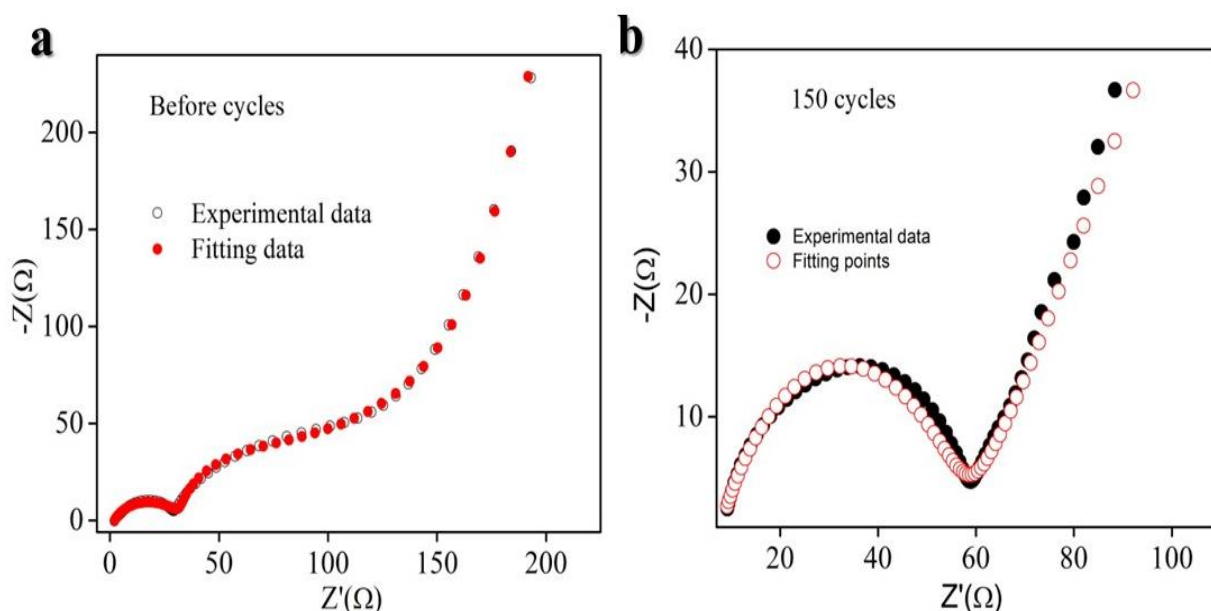 a
Before cycles
Experimental data
Fitting data
-Z(Ω)
200
150
100
50
0
0 50 100 150 200
Z'(Ω)
b
150 cycles
Experimental data
Fitting points
-Z(Ω)
40
30
20
10
20 40 60 80 100
Z'(Ω)